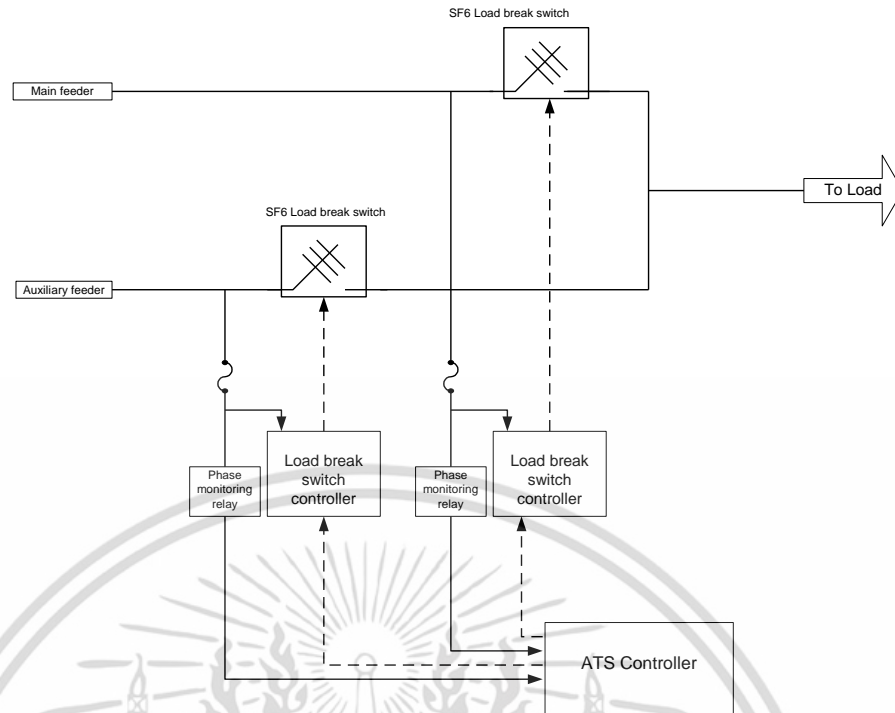 SF6 Load break switch
Main feeder
To Load
SF6 Load break switch
Auxiliary feeder
Phase
monitoring
relay
Load break
switch
controller
Phase
monitoring
relay
Load break
switch
controller
ATS Controller